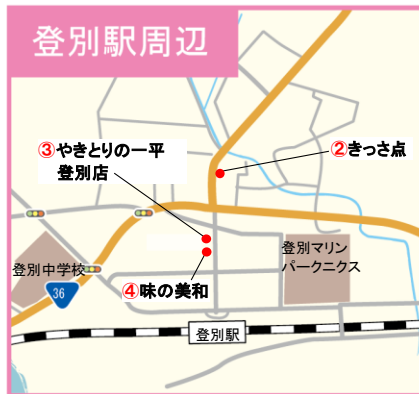 登別駅周辺
③やきとりの一平
登別店
②きっさ点
登別マリン
パークニクス
登別中学校
④味の美和
36
登別駅